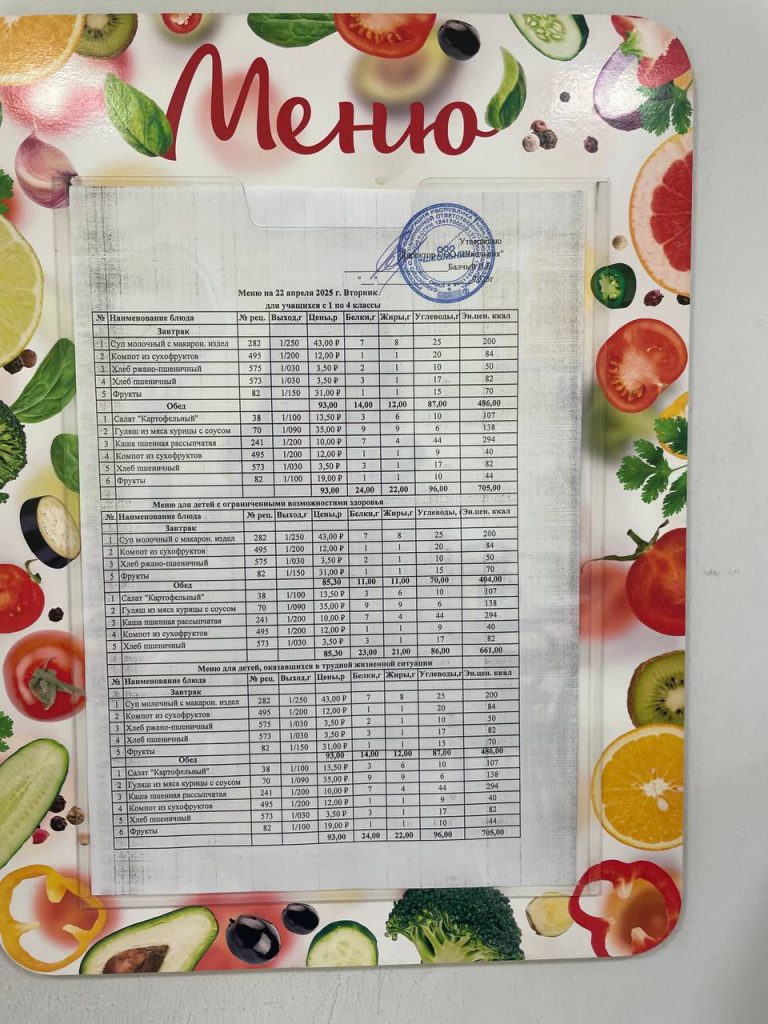 Меню
Утверждаю
Директор "Школьник"
Балчый
Меню на 22 апреля 2025 г. Вторник
для учащихся с 1 по 4 классы
№ Наименование блюда № рец. Выход,г Цены,р Белки,г Жиры,г Углеводы,г Эн.цен. ккал
Завтрак
1 Суп молочный с макарон. издел 282 1/250 43,00 ₽ 7 8 25 200
2 Компот из сухофруктов 495 1/200 12,00 ₽ 1 1 20 84
3 Хлеб ржано-пшеничный 575 1/030 3,50 ₽ 2 1 10 50
4 Хлеб пшеничный 573 1/030 3,50 ₽ 3 1 17 82
5 Фрукты 82 1/150 31,00 ₽ 1 1 15 70
Обед 93,00 14,00 12,00 87,00 486,00
1 Салат "Картофельный" 38 1/100 13,50 ₽ 3 6 10 107
2 Гуляш из мяса курицы с соусом 70 1/090 35,00 ₽ 9 9 6 138
3 Каша пшенная рассыпчатая 241 1/200 10,00 ₽ 7 4 44 294
4 Компот из сухофруктов 495 1/200 12,00 ₽ 1 1 9 40
5 Хлеб пшеничный 573 1/030 3,50 ₽ 3 1 17 82
6 Фрукты 82 1/100 19,00 ₽ 1 1 10 44
93,00 24,00 22,00 96,00 705,00
Меню для детей с ограниченными возможностями здоровья
№ Наименование блюда № рец. Выход,г Цены,р Белки,г Жиры,г Углеводы, г Эн.цен. ккал
Завтрак
1 Суп молочный с макарон. издел 282 1/250 43,00 ₽ 7 8 25 200
2 Компот из сухофруктов 495 1/200 12,00 ₽ 1 1 20 84
3 Хлеб ржано-пшеничный 575 1/030 3,50 ₽ 2 1 10 50
5 Фрукты 82 1/150 31,00 ₽ 1 1 15 70
Обед 85,30 11,00 11,00 70,00 404,00
1 Салат "Картофельный" 38 1/100 13,50 ₽ 3 6 10 107
2 Гуляш из мяса курицы с соусом 70 1/090 35,00 ₽ 9 9 6 138
3 Каша пшенная рассыпчатая 241 1/200 10,00 ₽ 7 4 44 294
4 Компот из сухофруктов 495 1/200 12,00 ₽ 1 1 9 40
5 Хлеб пшеничный 573 1/030 3,50 ₽ 3 1 17 82
85,30 23,00 21,00 86,00 661,00
Меню для детей, оказавшихся в трудной жизненной ситуации
№ Наименование блюда № рец. Выход,г Цены,р Белки,г Жиры,г Углеводы,г Эн.цен. ккал
Завтрак
1 Суп молочный с макарон. издел 282 1/250 43,00 ₽ 7 8 25 200
2 Компот из сухофруктов 495 1/200 12,00 ₽ 1 1 20 84
3 Хлеб ржано-пшеничный 575 1/030 3,50 ₽ 2 1 10 50
4 Хлеб пшеничный 573 1/030 3,50 ₽ 3 1 17 82
5 Фрукты 82 1/150 31,00 ₽ 1 1 15 70
Обед 93,00 14,00 12,00 87,00 486,00
1 Салат "Картофельный" 38 1/100 13,50 ₽ 3 6 10 107
2 Гуляш из мяса курицы с соусом 70 1/090 35,00 ₽ 9 9 6 138
3 Каша пшенная рассыпчатая 241 1/200 10,00 ₽ 7 4 44 294
4 Компот из сухофруктов 495 1/200 12,00 ₽ 1 1 9 40
5 Хлеб пшеничный 573 1/030 3,50 ₽ 3 1 17 82
6 Фрукты 82 1/100 19,00 ₽ 1 1 10 44
93,00 24,00 22,00 96,00 705,00